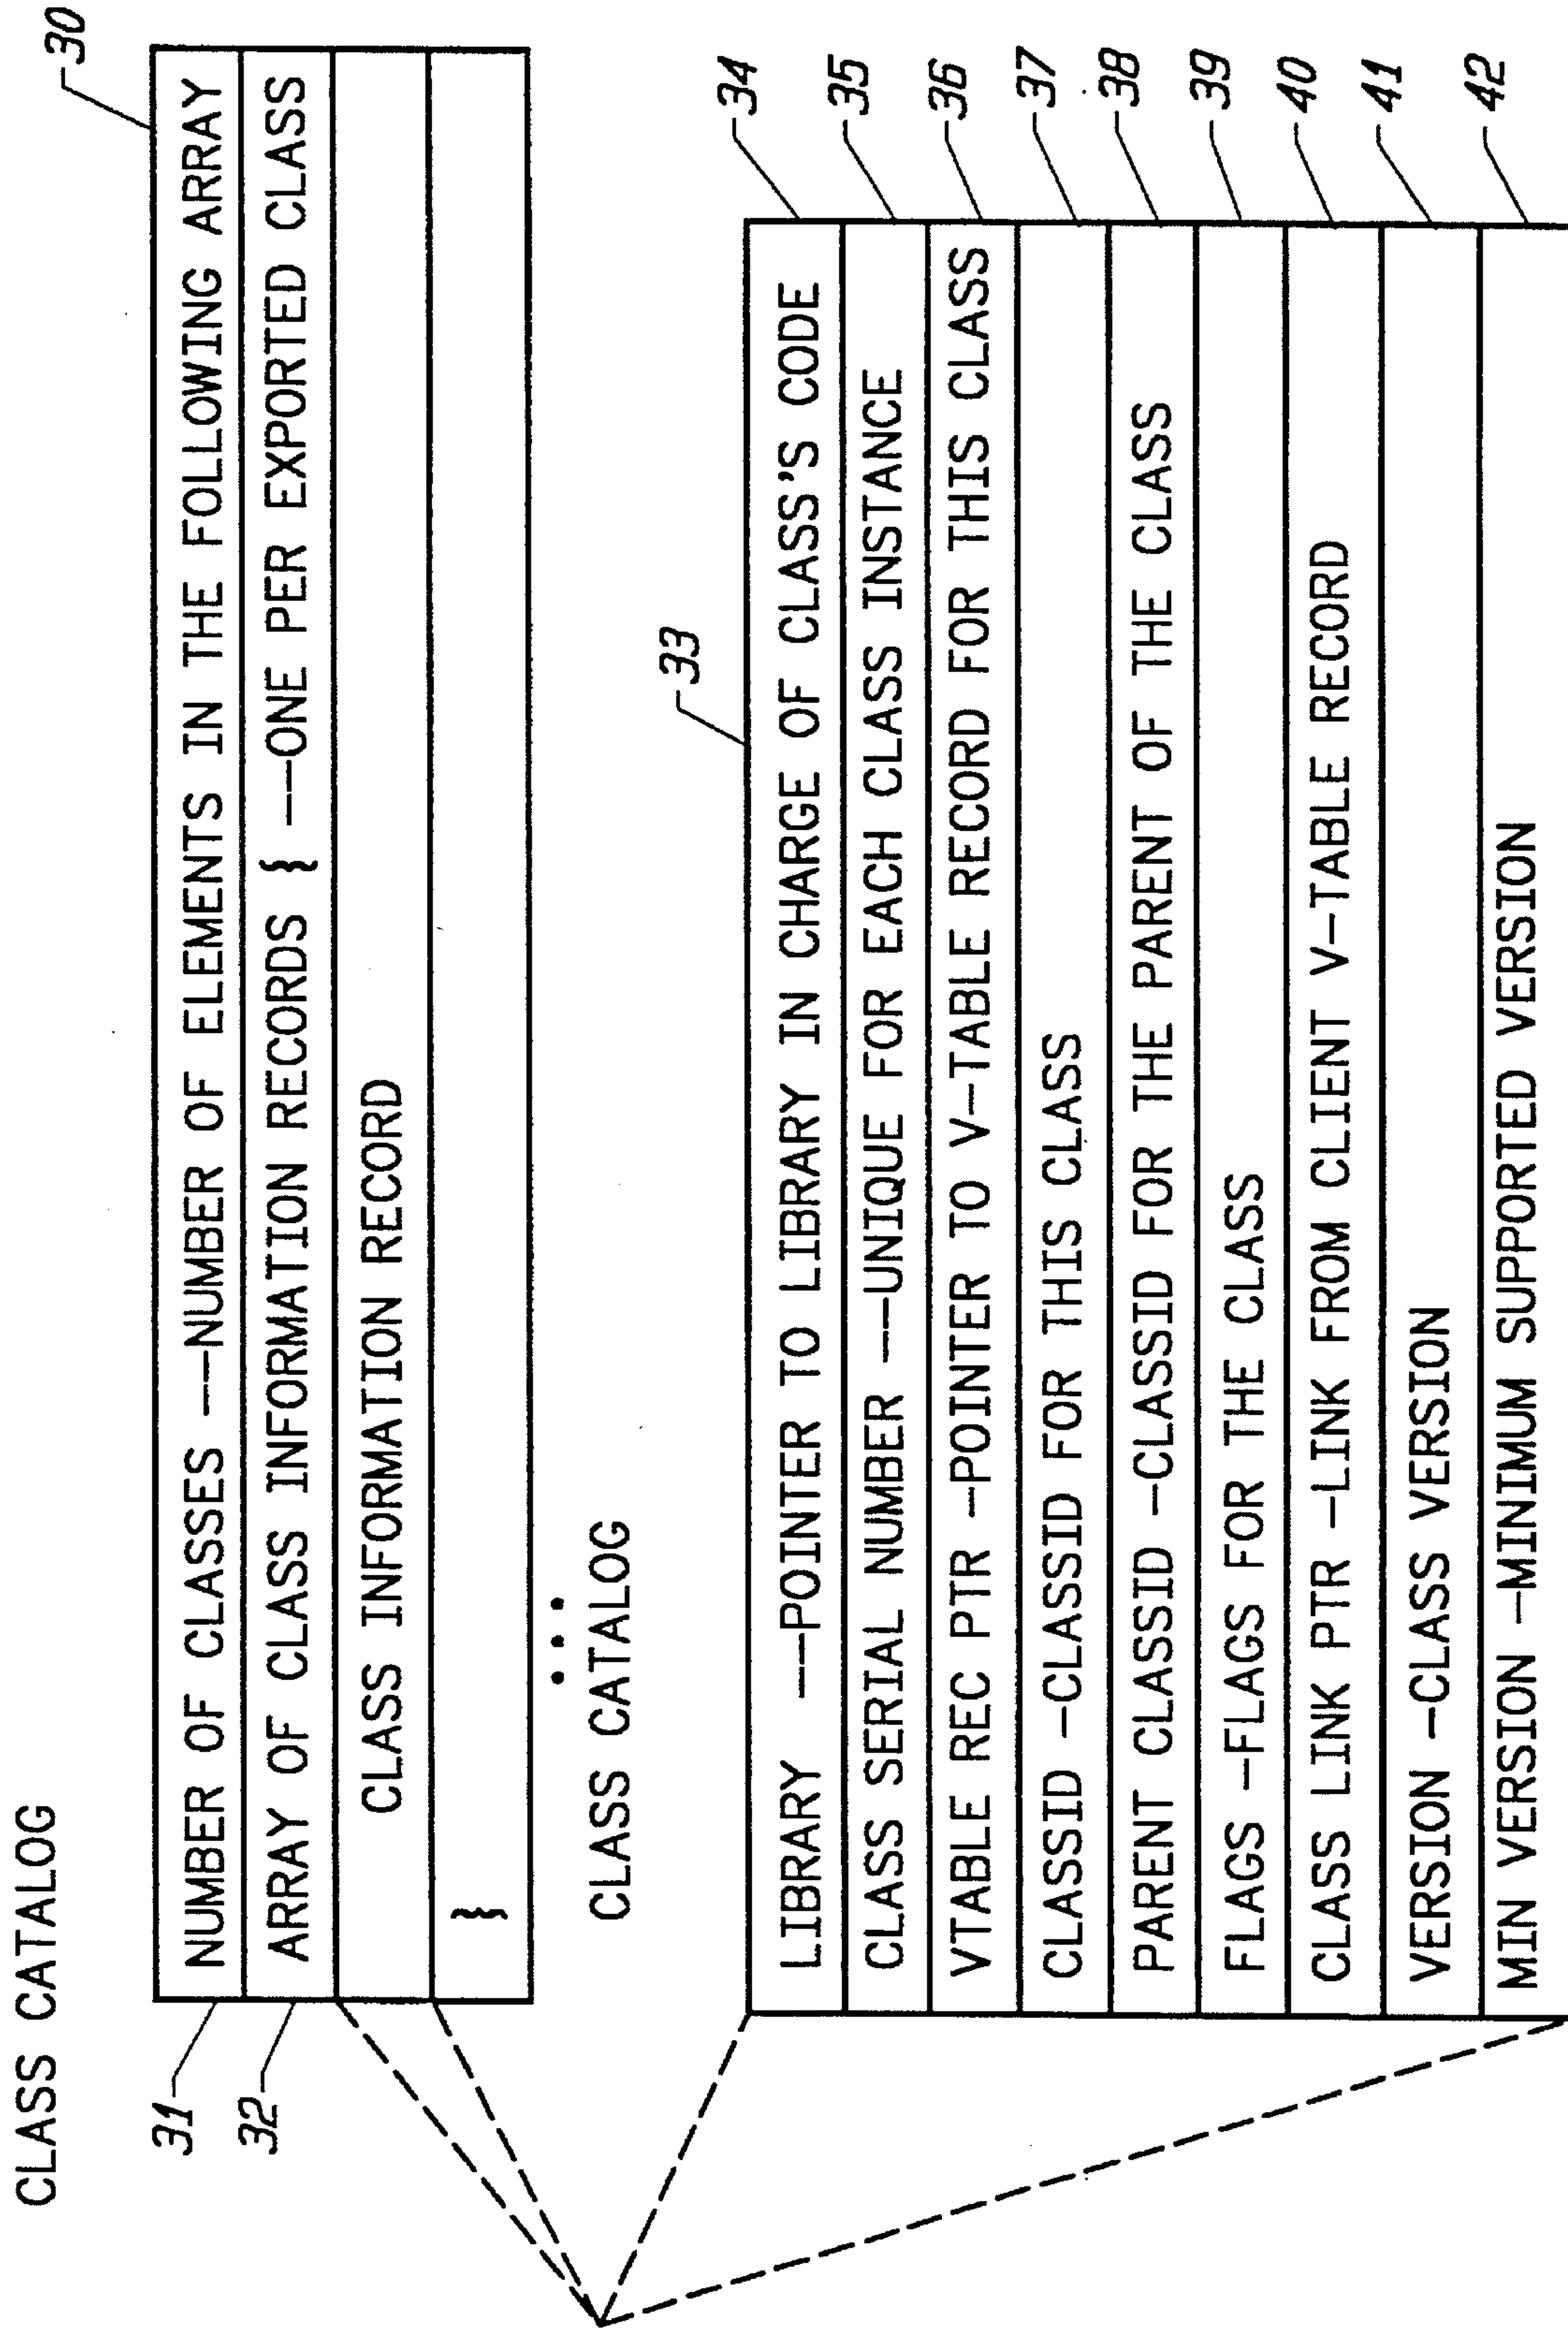 CLASS CATALOG
30
31
NUMBER OF CLASSES --NUMBER OF ELEMENTS IN THE FOLLOWING ARRAY
32
ARRAY OF CLASS INFORMATION RECORDS { --ONE PER EXPORTED CLASS
CLASS INFORMATION RECORD
}
...
CLASS CATALOG
33
LIBRARY --POINTER TO LIBRARY IN CHARGE OF CLASS'S CODE 34
CLASS SERIAL NUMBER --UNIQUE FOR EACH CLASS INSTANCE 35
VTABLE REC PTR -POINTER TO V-TABLE RECORD FOR THIS CLASS 36
CLASSID -CLASSID FOR THIS CLASS 37
PARENT CLASSID -CLASSID FOR THE PARENT OF THE CLASS 38
FLAGS -FLAGS FOR THE CLASS 39
CLASS LINK PTR -LINK FROM CLIENT V-TABLE RECORD 40
VERSION -CLASS VERSION 41
MIN VERSION -MINIMUM SUPPORTED VERSION 42